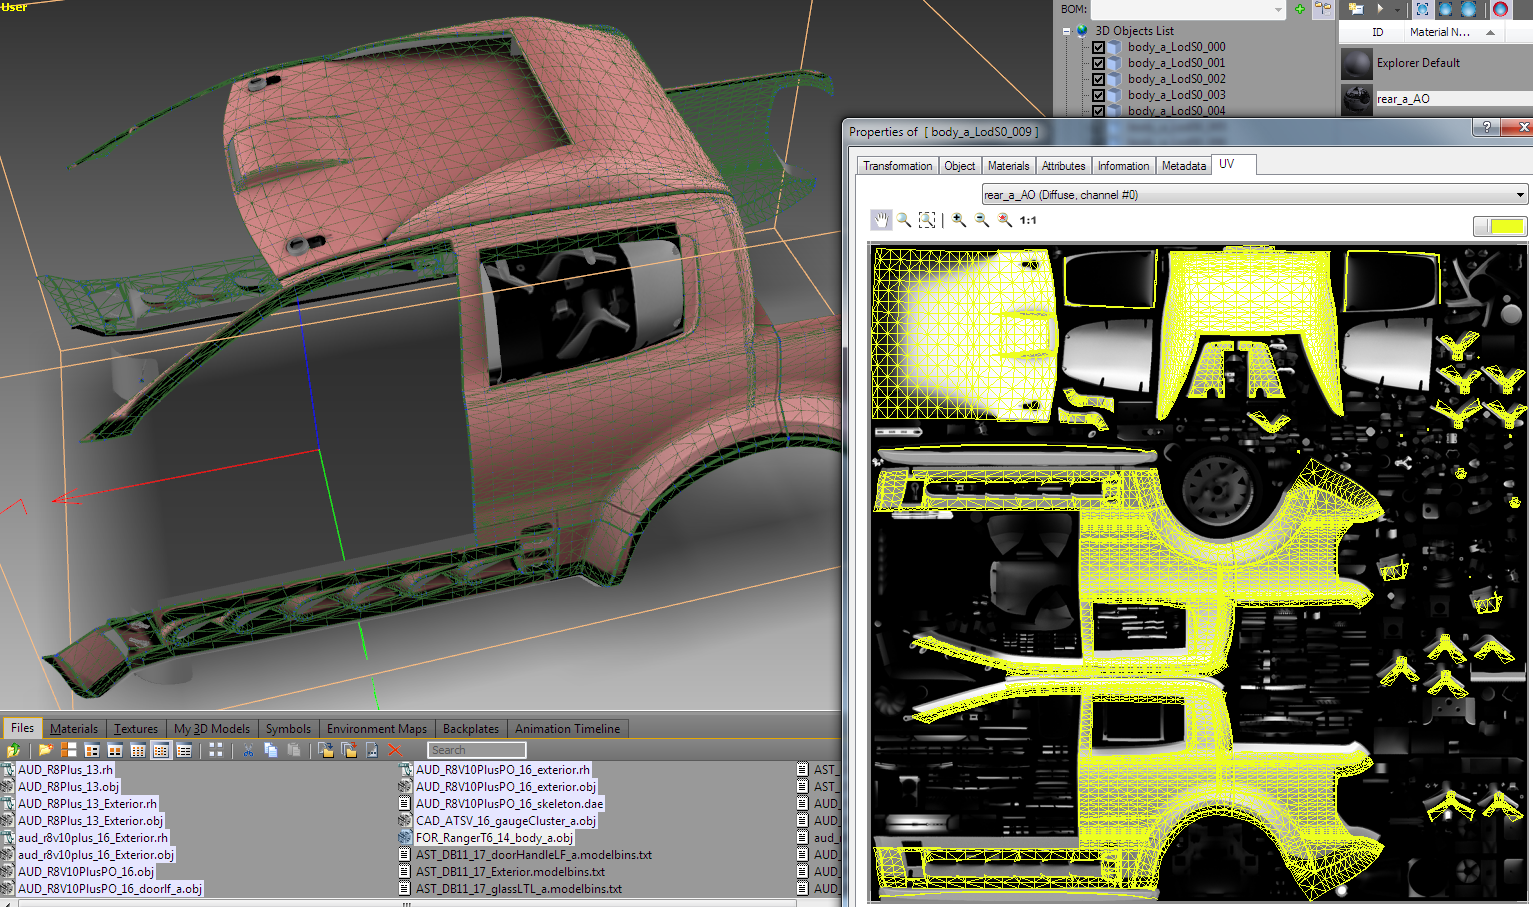 User
BOM:
3D Objects List
body_a_LodS0_000
body_a_LodS0_001
body_a_LodS0_002
body_a_LodS0_003
body_a_LodS0_004
ID Material N...
Explorer Default
rear_a_AO
Properties of [ body_a_LodS0_009 ]
Transfomation Object Materials Attributes Information Metadata UV
rear_a_AO (Diffuse, channel #0)
1:1
Files Materials Textures My 3D Models Symbols Environment Maps Backplates Animation Timeline
Search
AUD_R8Plus_13.rh
AUD_R8Plus_13.obj
AUD_R8Plus_13_Exterior.rh
AUD_R8Plus_13_Exterior.obj
aud_r8v10plus_16_Exterior.rh
aud_r8v10plus_16_Exterior.obj
AUD_R8V10PlusPO_16.obj
AUD_R8V10PlusPO_16_doorlf_a.obj
AUD_R8V10PlusPO_16_exterior.rh
AUD_R8V10PlusPO_16_exterior.obj
AUD_R8V10PlusPO_16_skeleton.dae
CAD_ATSV_16_gaugeCluster_a.obj
FOR_RangerT6_14_body_a.obj
AST_DB11_17_doorHandleLF_a.modelbins.txt
AST_DB11_17_Exterior.modelbins.txt
AST_DB11_17_glassLTL_a.modelbins.txt
AST_
AST_
AUD_
AUD_
aud_r
AUD_
AUD_
AUD_